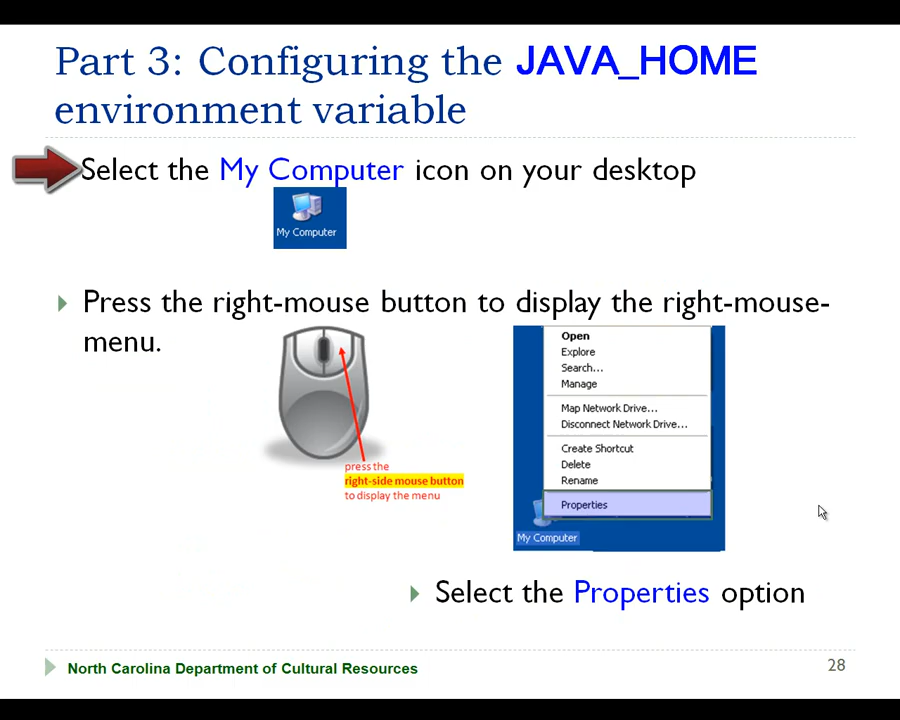 Part 3: Configuring the JAVA_HOME
environment variable
Select the My Computer icon on your desktop
My Computer
Press the right-mouse button to display the right-mouse-
menu.
press the
right-side mouse button
to display the menu
Open
Explore
Search...
Manage
Map Network Drive...
Disconnect Network Drive...
Create Shortcut
Delete
Rename
Properties
My Computer
Select the Properties option
North Carolina Department of Cultural Resources
28